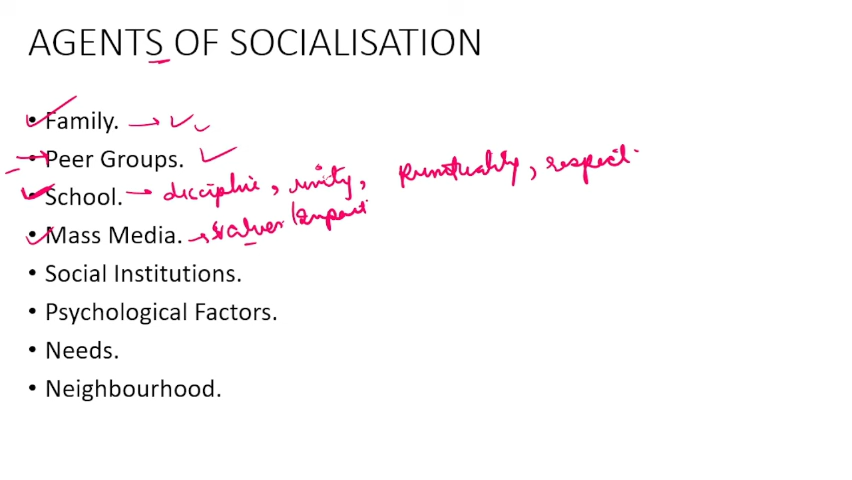 AGENTS OF SOCIALISATION
• Family. → ✓ ✓
• Peer Groups. ✓
• School. → discipline, unity, punctuality, respect
• Mass Media. → values (impact
• Social Institutions.
• Psychological Factors.
• Needs.
• Neighbourhood.